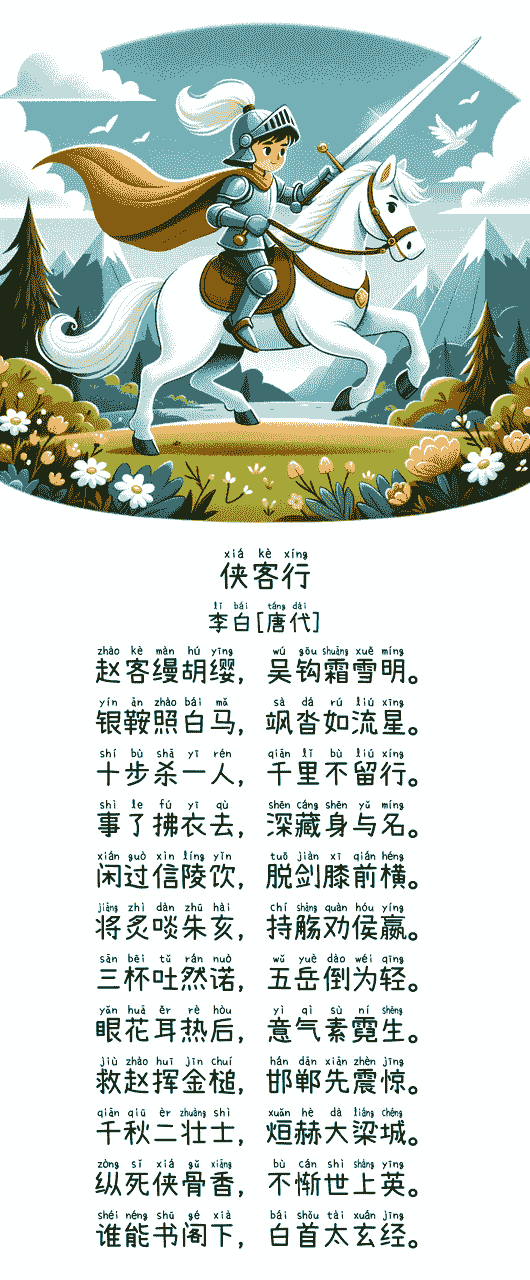 xiá kè xíng
侠客行
lǐ bái táng dài
李白[唐代]
zhào kè màn hú yīng wú gōu shuāng xuě míng
赵客缦胡缨，吴钩霜雪明。
yín ān zhào bái mǎ sà dá rú liú xīng
银鞍照白马，飒沓如流星。
shí bù shā yī rén qiān lǐ bù liú xíng
十步杀一人，千里不留行。
shì le fú yī qù shēn cáng shēn yǔ míng
事了拂衣去，深藏身与名。
xián guò xìn líng yǐn tuō jiàn xī qián héng
闲过信陵饮，脱剑膝前横。
jiāng zhì dàn zhū hài chí shāng quàn hóu yíng
将炙啖朱亥，持觞劝侯嬴。
sān bēi tǔ rán nuò wǔ yuè dào wéi qīng
三杯吐然诺，五岳倒为轻。
yǎn huā ěr rè hòu yì qì sù ní shēng
眼花耳热后，意气素霓生。
jiù zhào huī jīn chuí hán dān xiān zhèn jīng
救赵挥金槌，邯郸先震惊。
qiān qiū èr zhuàng shì xuǎn hè dà liáng chéng
千秋二壮士，烜赫大梁城。
zòng sǐ xiá gǔ xiāng bù cán shì shàng yīng
纵死侠骨香，不惭世上英。
shéi néng shū gé xià bái shǒu tài xuán jīng
谁能书阁下，白首太玄经。